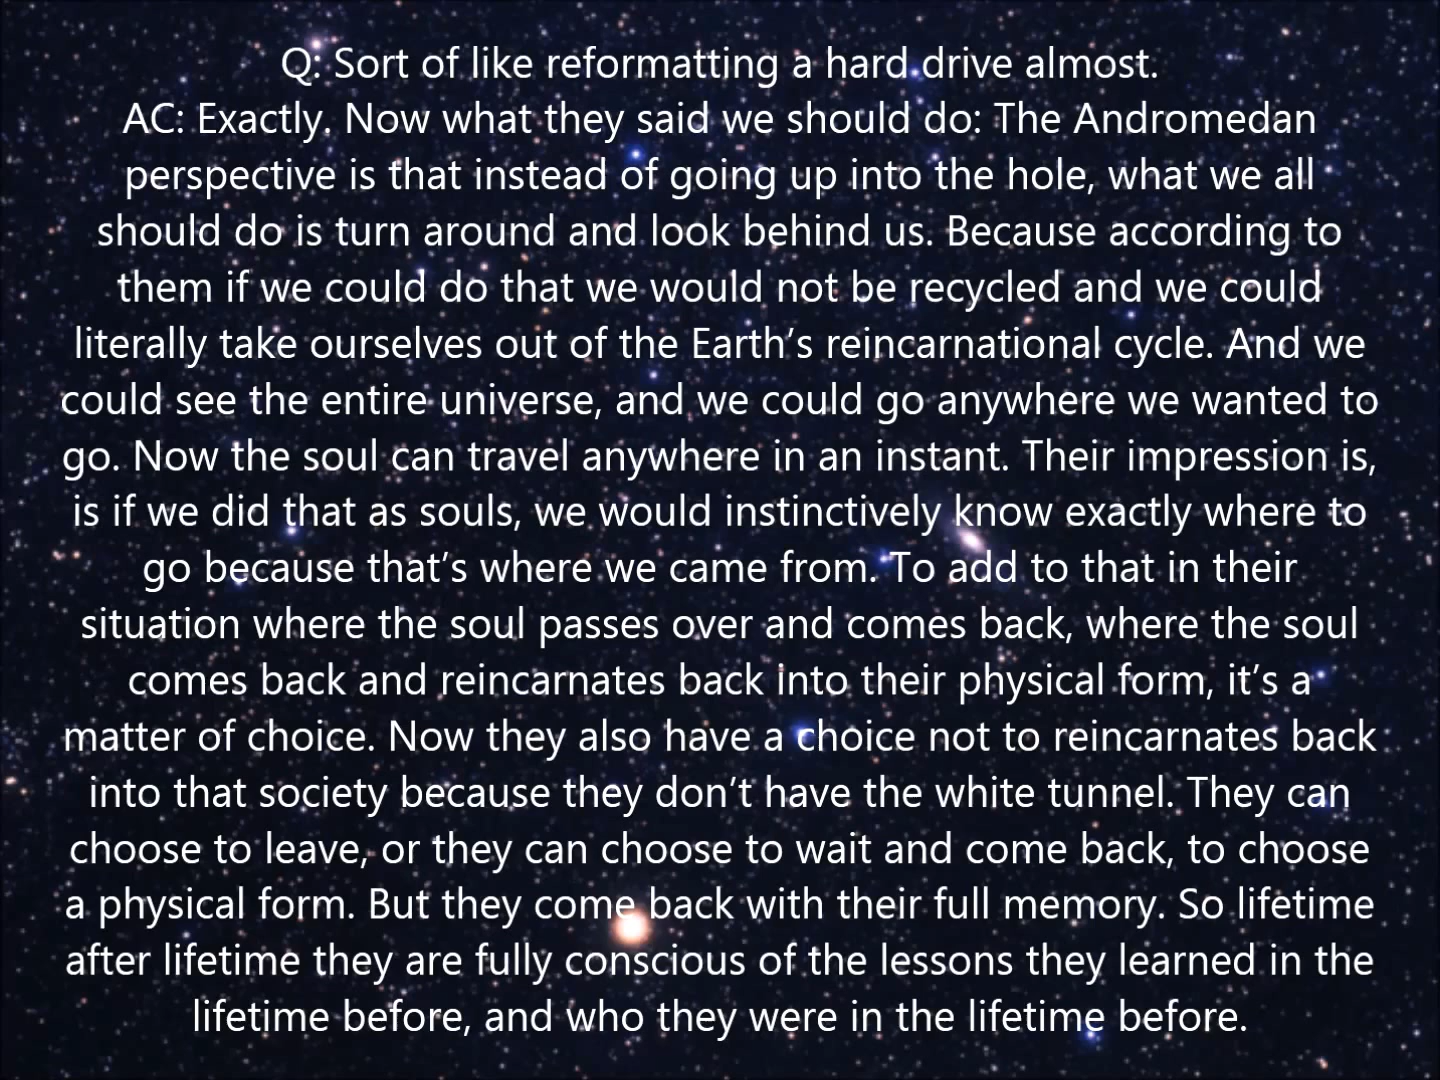 Q: Sort of like reformatting a hard drive almost.
AC: Exactly. Now what they said we should do: The Andromedan
perspective is that instead of going up into the hole, what we all
should do is turn around and look behind us. Because according to
them if we could do that we would not be recycled and we could
literally take ourselves out of the Earth’s reincarnational cycle. And we
could see the entire universe, and we could go anywhere we wanted to
go. Now the soul can travel anywhere in an instant. Their impression is,
is if we did that as souls, we would instinctively know exactly where to
go because that’s where we came from. To add to that in their
situation where the soul passes over and comes back, where the soul
comes back and reincarnates back into their physical form, it’s a
matter of choice. Now they also have a choice not to reincarnates back
into that society because they don’t have the white tunnel. They can
choose to leave, or they can choose to wait and come back, to choose
a physical form. But they come back with their full memory. So lifetime
after lifetime they are fully conscious of the lessons they learned in the
lifetime before, and who they were in the lifetime before.